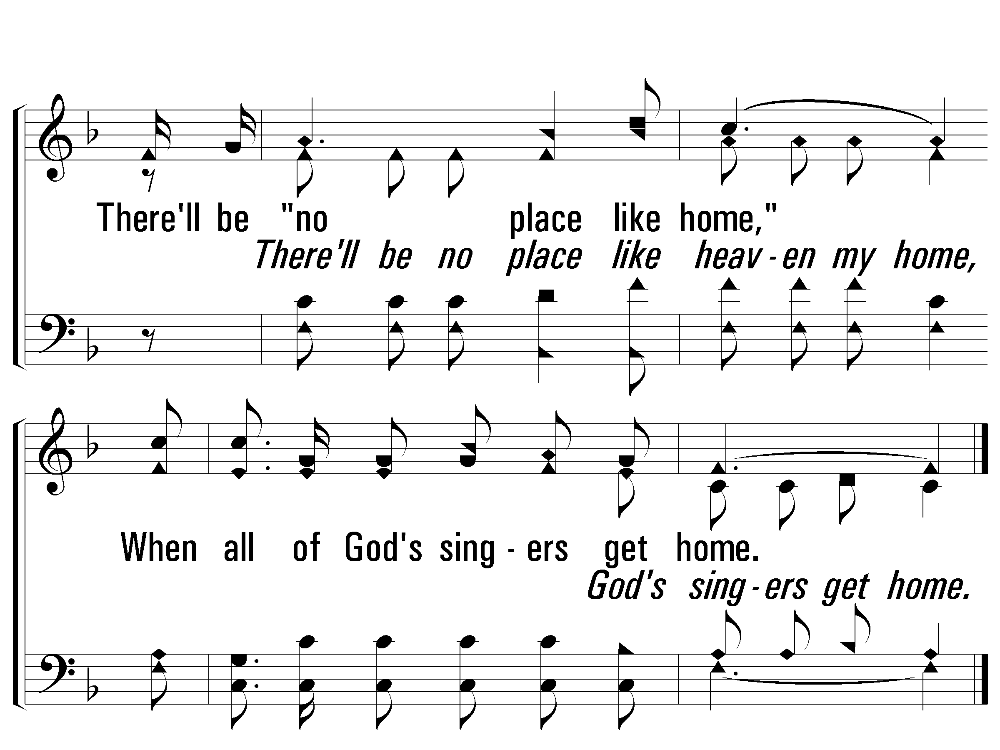 There'll be "no place like home,"
There'll be no place like heav-en my home,
When all of God's sing-ers get home.
God's sing-ers get home.